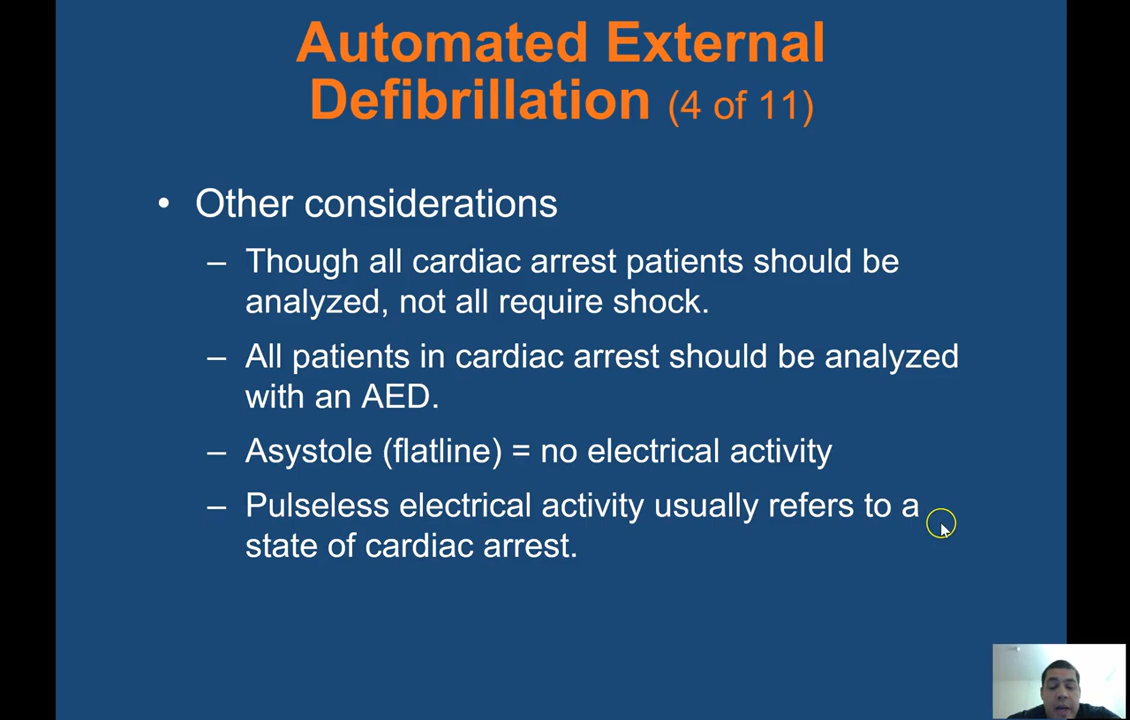 Automated External
Defibrillation (4 of 11)
• Other considerations
– Though all cardiac arrest patients should be
analyzed, not all require shock.
– All patients in cardiac arrest should be analyzed
with an AED.
– Asystole (flatline) = no electrical activity
– Pulseless electrical activity usually refers to a
state of cardiac arrest.